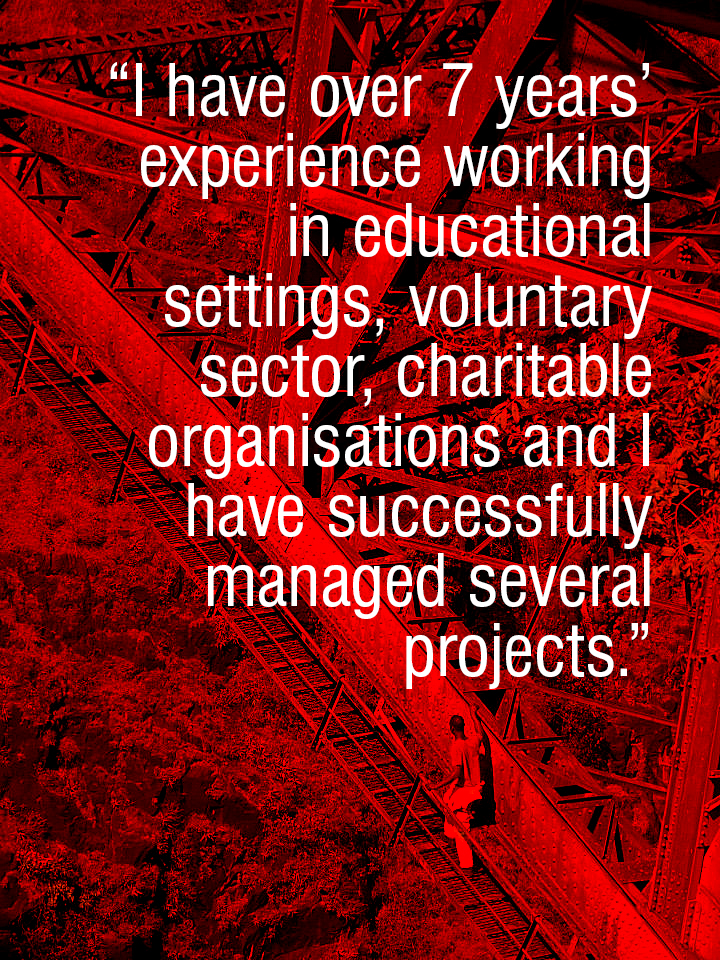 “I have over 7 years’
experience working
in educational
settings, voluntary
sector, charitable
organisations and I
have successfully
managed several
projects.”